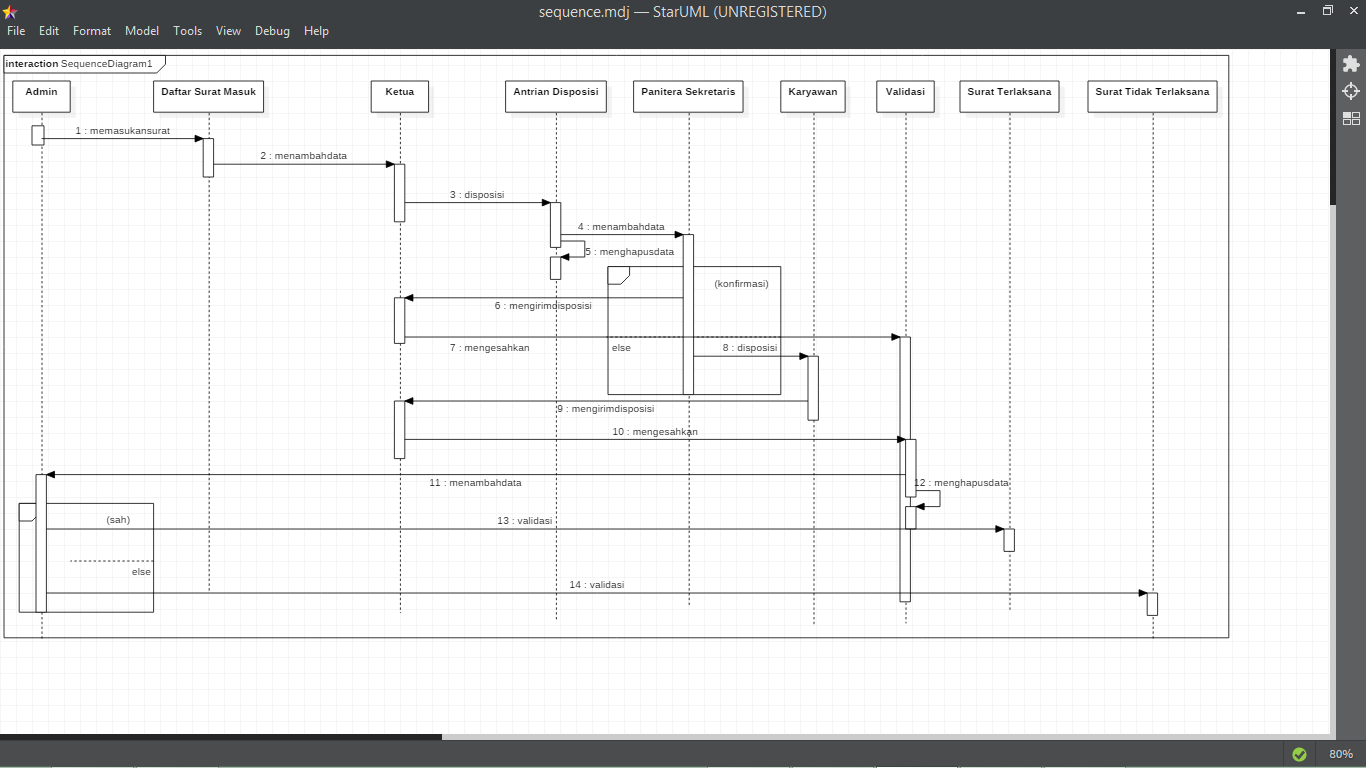 sequence.mdj — StarUML (UNREGISTERED)
File Edit Format Model Tools View Debug Help
interaction SequenceDiagram1
Admin
Daftar Surat Masuk
Ketua
Antrian Disposisi
Panitera Sekretaris
Karyawan
Validasi
Surat Terlaksana
Surat Tidak Terlaksana
1 : memasukansurat
2 : menambahdata
3 : disposisi
4 : menambahdata
5 : menghapusdata
(konfirmasi)
6 : mengirimdisposisi
7 : mengesahkan
else
8 : disposisi
9 : mengirimdisposisi
10 : mengesahkan
11 : menambahdata
12 : menghapusdata
(sah)
13 : validasi
else
14 : validasi
80%